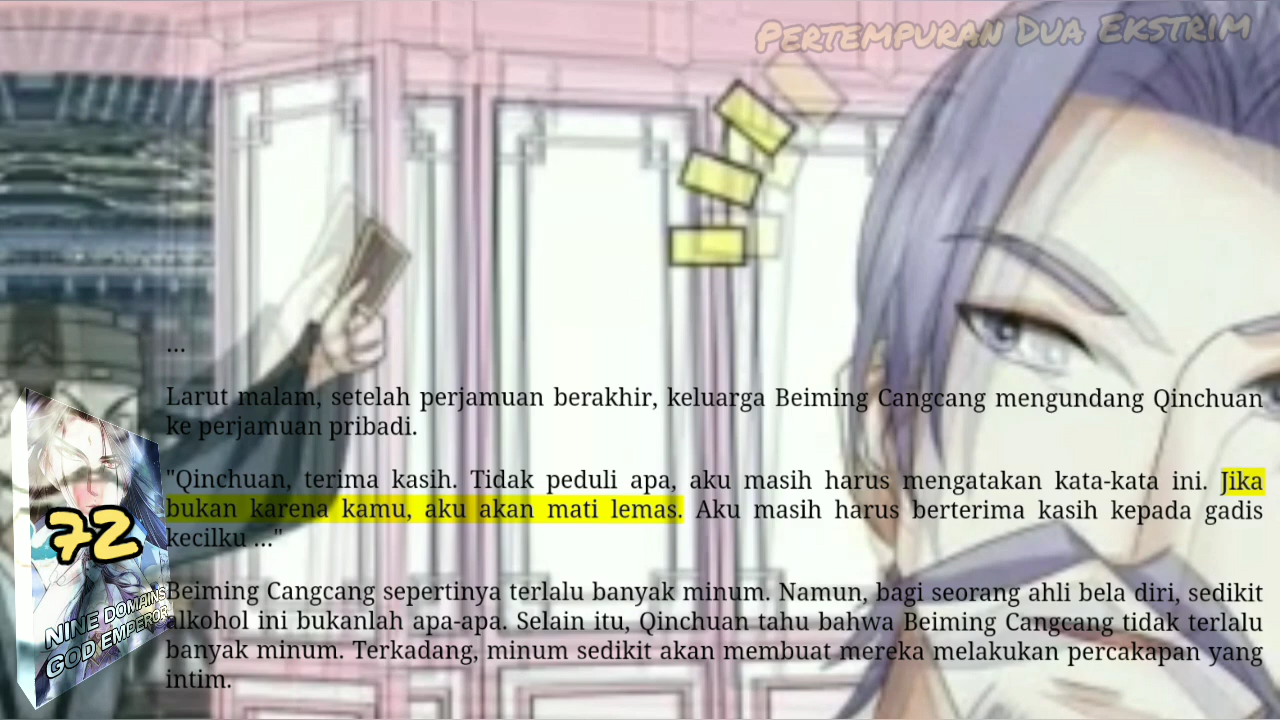 Pertempuran Dua Ekstrim
...
Larut malam, setelah perjamuan berakhir, keluarga Beiming Cangcang mengundang Qinchuan
ke perjamuan pribadi.
"Qinchuan, terima kasih. Tidak peduli apa, aku masih harus mengatakan kata-kata ini. Jika
bukan karena kamu, aku akan mati lemas. Aku masih harus berterima kasih kepada gadis
kecilku ..."
Beiming Cangcang sepertinya terlalu banyak minum. Namun, bagi seorang ahli bela diri, sedikit
alkohol ini bukanlah apa-apa. Selain itu, Qinchuan tahu bahwa Beiming Cangcang tidak terlalu
banyak minum. Terkadang, minum sedikit akan membuat mereka melakukan percakapan yang
intim.
72
NINE DOMAINS
GOD EMPEROR